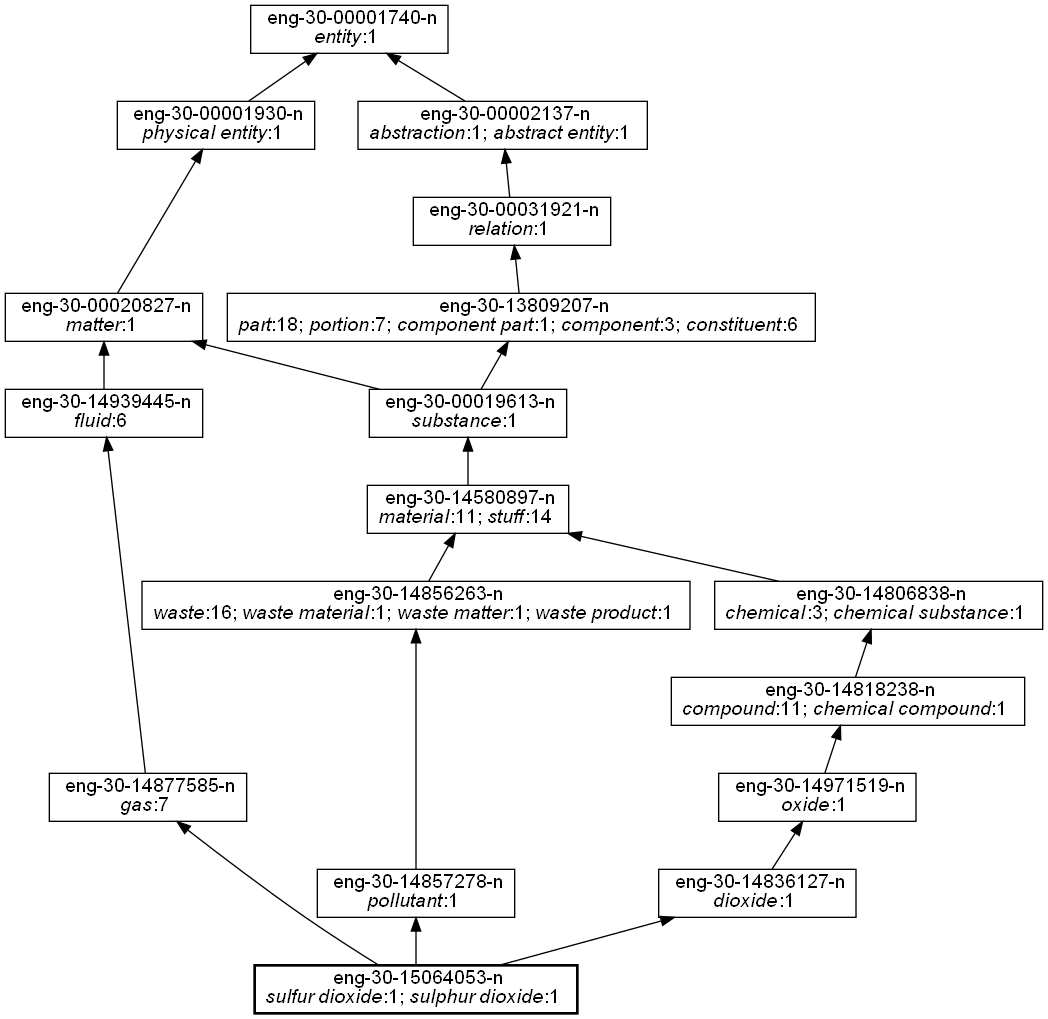 eng-30-00001740-n
entity:1
eng-30-00001930-n
physical entity:1
eng-30-00002137-n
abstraction:1; abstract entity:1
eng-30-00031921-n
relation:1
eng-30-00020827-n
matter:1
eng-30-13809207-n
part:18; portion:7; component part:1; component:3; constituent:6
eng-30-14939445-n
fluid:6
eng-30-00019613-n
substance:1
eng-30-14580897-n
material:11; stuff:14
eng-30-14856263-n
waste:16; waste material:1; waste matter:1; waste product:1
eng-30-14806838-n
chemical:3; chemical substance:1
eng-30-14818238-n
compound:11; chemical compound:1
eng-30-14877585-n
gas:7
eng-30-14971519-n
oxide:1
eng-30-14857278-n
pollutant:1
eng-30-14836127-n
dioxide:1
eng-30-15064053-n
sulfur dioxide:1; sulphur dioxide:1